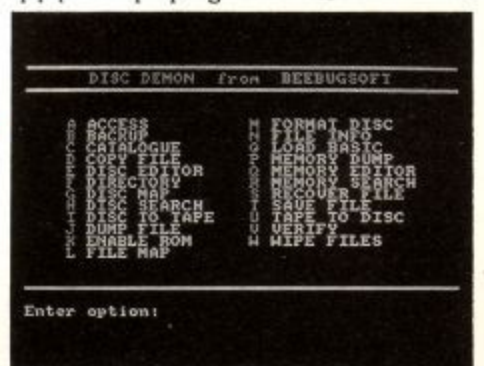 DISC DEMON from BEEBUGSOFT
A ACCESS
B BACKUP
C CATALOGUE
D COPY FILE
E DISC EDITOR
F DIRECTORY
G DISC MAP
H DISC SEARCH
I DISC TO TAPE
J DUMP FILE
K ENABLE ROM
L FILE MAP
M FORMAT DISC
N FILE INFO
O LOAD BASIC
P MEMORY DUMP
Q MEMORY EDITOR
R MEMORY SEARCH
S RECOVER FILE
T SAVE FILE
U TAPE TO DISC
V VERIFY
W WIPE FILES
Enter option: